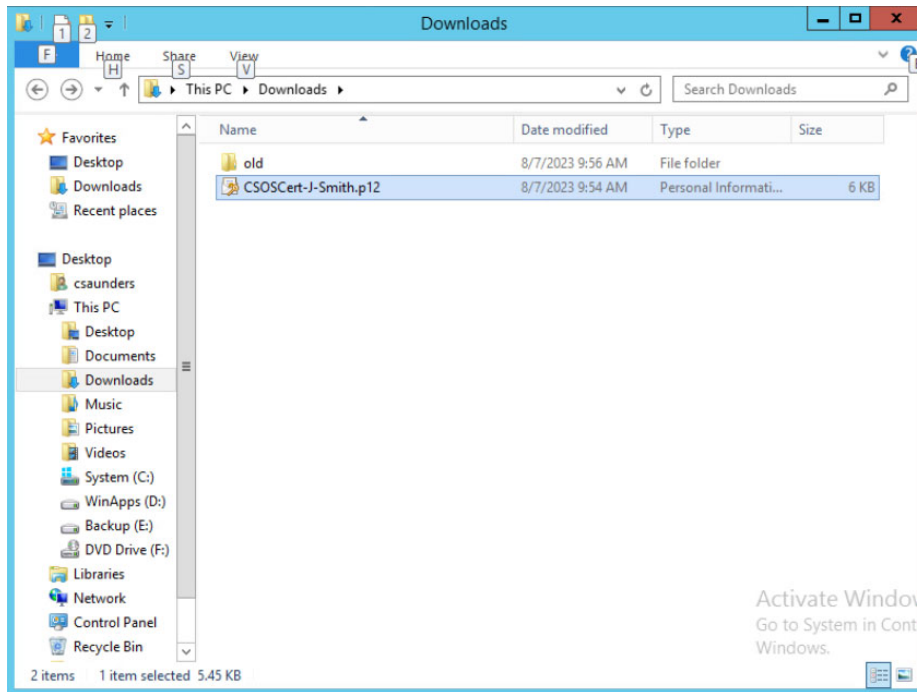 Downloads
1 2
F Home Share View
H S V
This PC Downloads Search Downloads
Name Date modified Type Size
old 8/7/2023 9:56 AM File folder
CSOSCert-J-Smith.p12 8/7/2023 9:54 AM Personal Informati... 6 KB
Favorites
Desktop
Downloads
Recent places
Desktop
csaunders
This PC
Desktop
Documents
Downloads
Music
Pictures
Videos
System (C:)
WinApps (D:)
Backup (E:)
DVD Drive (F:)
Libraries
Network
Control Panel
Recycle Bin
Activate Window
Go to System in Cont
Windows.
2 items 1 item selected 5.45 KB